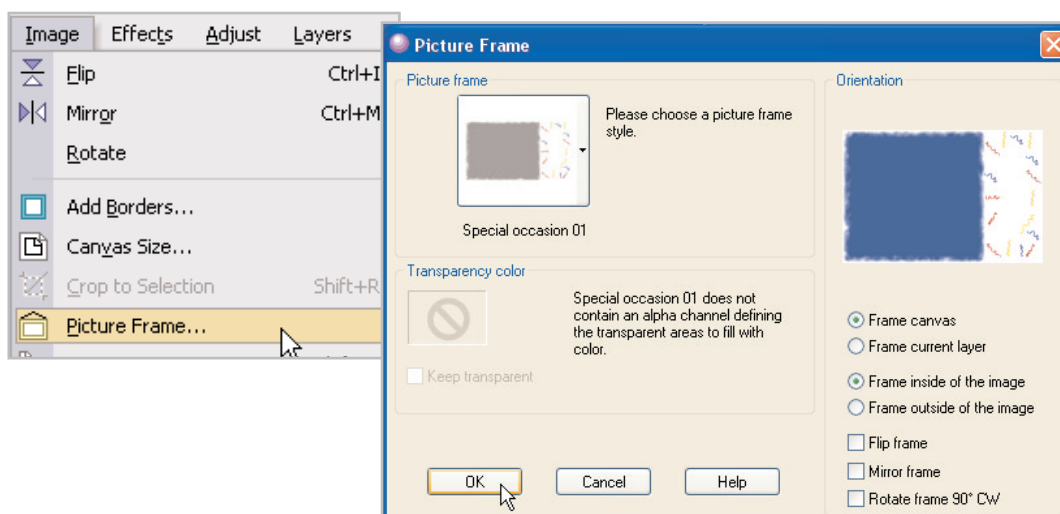 Image Effects Adjust Layers
Flip Ctrl+I
Mirror Ctrl+M
Rotate
Add Borders...
Canvas Size...
Crop to Selection Shift+R
Picture Frame...
Picture Frame
Picture frame
Please choose a picture frame
style.
Special occasion 01
Transparency color
Special occasion 01 does not
contain an alpha channel defining
the transparent areas to fill with
color.
Keep transparent
OK Cancel Help
Orientation
Frame canvas
Frame current layer
Frame inside of the image
Frame outside of the image
Flip frame
Mirror frame
Rotate frame 90° CW